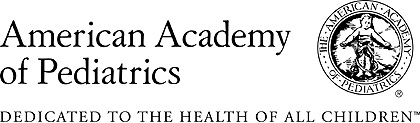 American Academy
of Pediatrics
THE · AMERICAN · ACADEMY · OF · PEDIATRICS ·
®
DEDICATED TO THE HEALTH OF ALL CHILDREN™